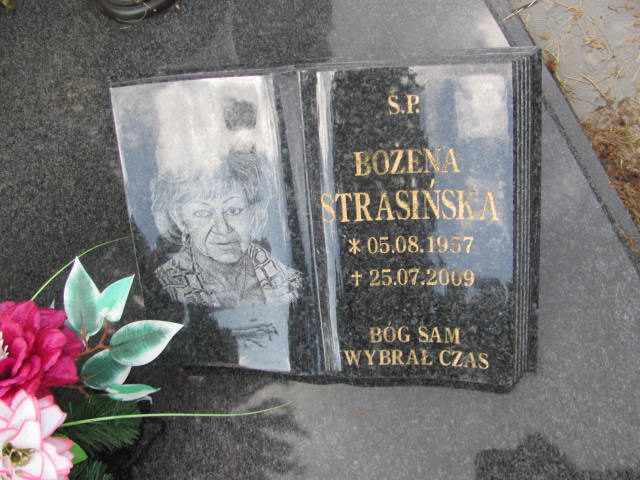 Ś.P.
BOŻENA
STRASIŃSKA
* 05.08.1957
† 25.07.2009
BÓG SAM
WYBRAŁ CZAS